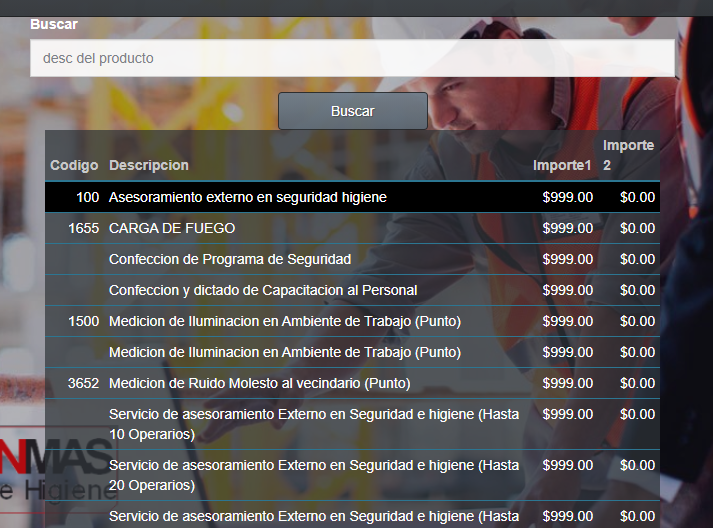 Buscar
desc del producto
Buscar
Codigo Descripcion Importe1 Importe
2
100 Asesoramiento externo en seguridad higiene $999.00 $0.00
1655 CARGA DE FUEGO $999.00 $0.00
Confeccion de Programa de Seguridad $999.00 $0.00
Confeccion y dictado de Capacitacion al Personal $999.00 $0.00
1500 Medicion de Iluminacion en Ambiente de Trabajo (Punto) $999.00 $0.00
Medicion de Iluminacion en Ambiente de Trabajo (Punto) $999.00 $0.00
3652 Medicion de Ruido Molesto al vecindario (Punto) $999.00 $0.00
Servicio de asesoramiento Externo en Seguridad e higiene (Hasta $999.00 $0.00
10 Operarios)
NMAS
Servicio de asesoramiento Externo en Seguridad e higiene (Hasta $999.00 $0.00
20 Operarios)
e Higiene
Servicio de asesoramiento Externo en Seguridad e higiene (Hasta $999.00 $0.00